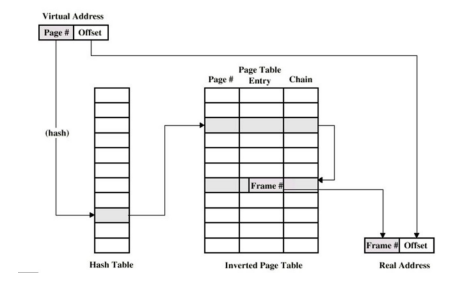 Virtual Address
Page # Offset
Page Table
Page # Entry Chain
(hash)
Frame #
Frame # Offset
Hash Table Inverted Page Table Real Address